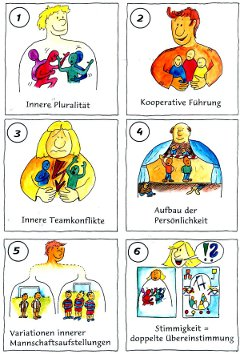 1
Innere Pluralität
2
Kooperative Führung
3
Innere Teamkonflikte
4
Aufbau der
Persönlichkeit
5
Variationen innerer
Mannschaftsaufstellungen
6
!?
Stimmigkeit =
doppelte Übereinstimmung